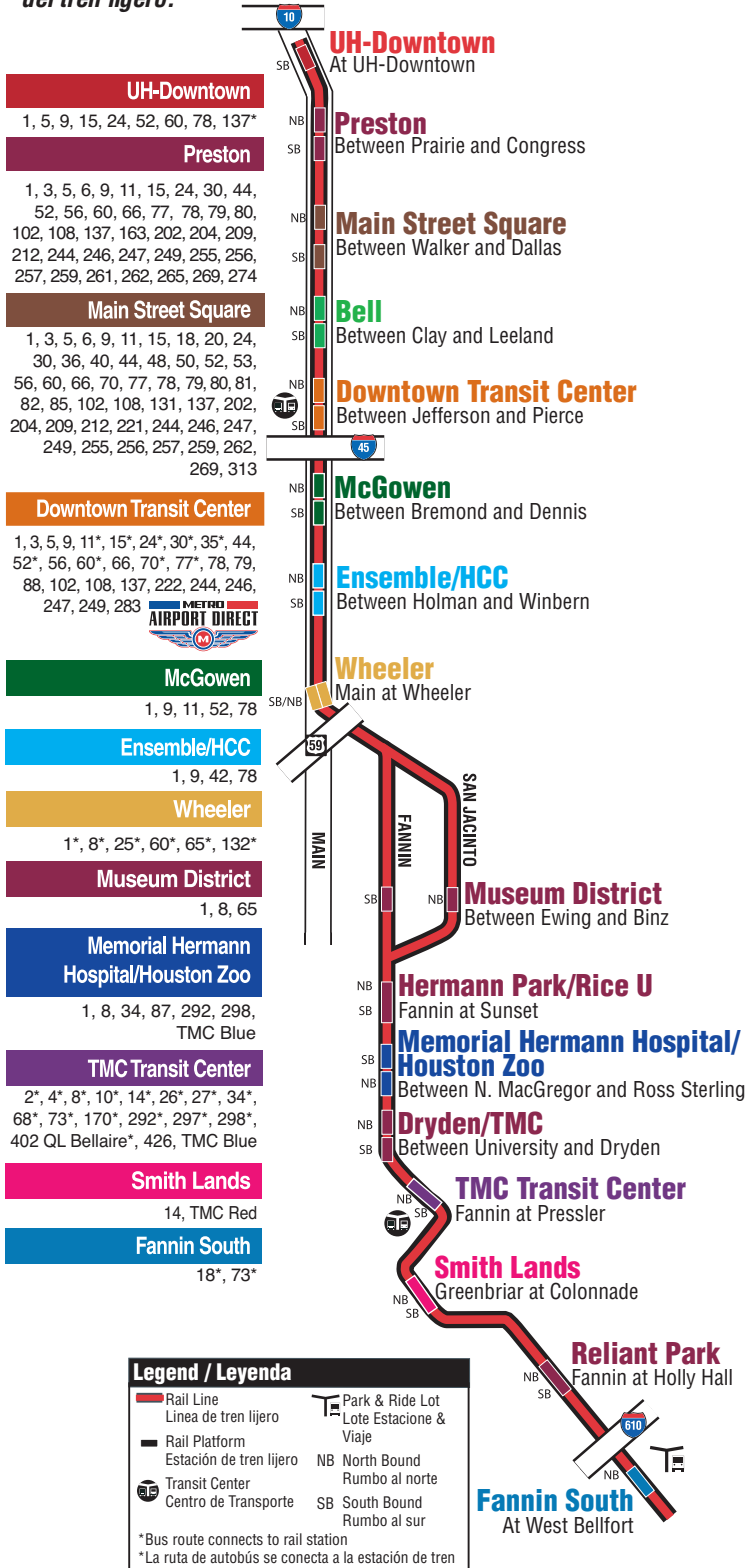 del tren ligero.
UH-Downtown
1, 5, 9, 15, 24, 52, 60, 78, 137*
Preston
1, 3, 5, 6, 9, 11, 15, 24, 30, 44,
52, 56, 60, 66, 77, 78, 79, 80,
102, 108, 137, 163, 202, 204, 209,
212, 244, 246, 247, 249, 255, 256,
257, 259, 261, 262, 265, 269, 274
Main Street Square
1, 3, 5, 6, 9, 11, 15, 18, 20, 24,
30, 36, 40, 44, 48, 50, 52, 53,
56, 60, 66, 70, 77, 78, 79, 80, 81,
82, 85, 102, 108, 131, 137, 202,
204, 209, 212, 221, 244, 246, 247,
249, 255, 256, 257, 259, 262,
269, 313
Downtown Transit Center
1, 3, 5, 9, 11*, 15*, 24*, 30*, 35*, 44,
52*, 56, 60*, 66, 70*, 77*, 78, 79,
88, 102, 108, 137, 222, 244, 246,
247, 249, 283
METRO
AIRPORT DIRECT
M
McGowen
1, 9, 11, 52, 78
Ensemble/HCC
1, 9, 42, 78
Wheeler
1*, 8*, 25*, 60*, 65*, 132*
Museum District
1, 8, 65
Memorial Hermann
Hospital/Houston Zoo
1, 8, 34, 87, 292, 298,
TMC Blue
TMC Transit Center
2*, 4*, 8*, 10*, 14*, 26*, 27*, 34*,
68*, 73*, 170*, 292*, 297*, 298*,
402 QL Bellaire*, 426, TMC Blue
Smith Lands
14, TMC Red
Fannin South
18*, 73*
10
UH-Downtown
SB
At UH-Downtown
NB
Preston
SB
Between Prairie and Congress
NB
Main Street Square
SB
Between Walker and Dallas
NB
Bell
SB
Between Clay and Leeland
NB
Downtown Transit Center
SB
Between Jefferson and Pierce
45
NB
McGowen
SB
Between Bremond and Dennis
NB
Ensemble/HCC
SB
Between Holman and Winbern
Wheeler
SB/NB
Main at Wheeler
59
MAIN
FANNIN
SAN JACINTO
SB
NB
Museum District
Between Ewing and Binz
NB
Hermann Park/Rice U
SB
Fannin at Sunset
Memorial Hermann Hospital/
SB
Houston Zoo
NB
Between N. MacGregor and Ross Sterling
NB
Dryden/TMC
SB
Between University and Dryden
TMC Transit Center
NB
SB
Fannin at Pressler
Smith Lands
NB
SB
Greenbriar at Colonnade
Reliant Park
NB
SB
Fannin at Holly Hall
610
NB
Fannin South
At West Bellfort
Legend / Leyenda
Rail Line
Linea de tren lijero
Rail Platform
Estación de tren lijero
Transit Center
Centro de Transporte
Park & Ride Lot
Lote Estacione &
Viaje
NB North Bound
Rumbo al norte
SB South Bound
Rumbo al sur
*Bus route connects to rail station
*La ruta de autobús se conecta a la estación de tren